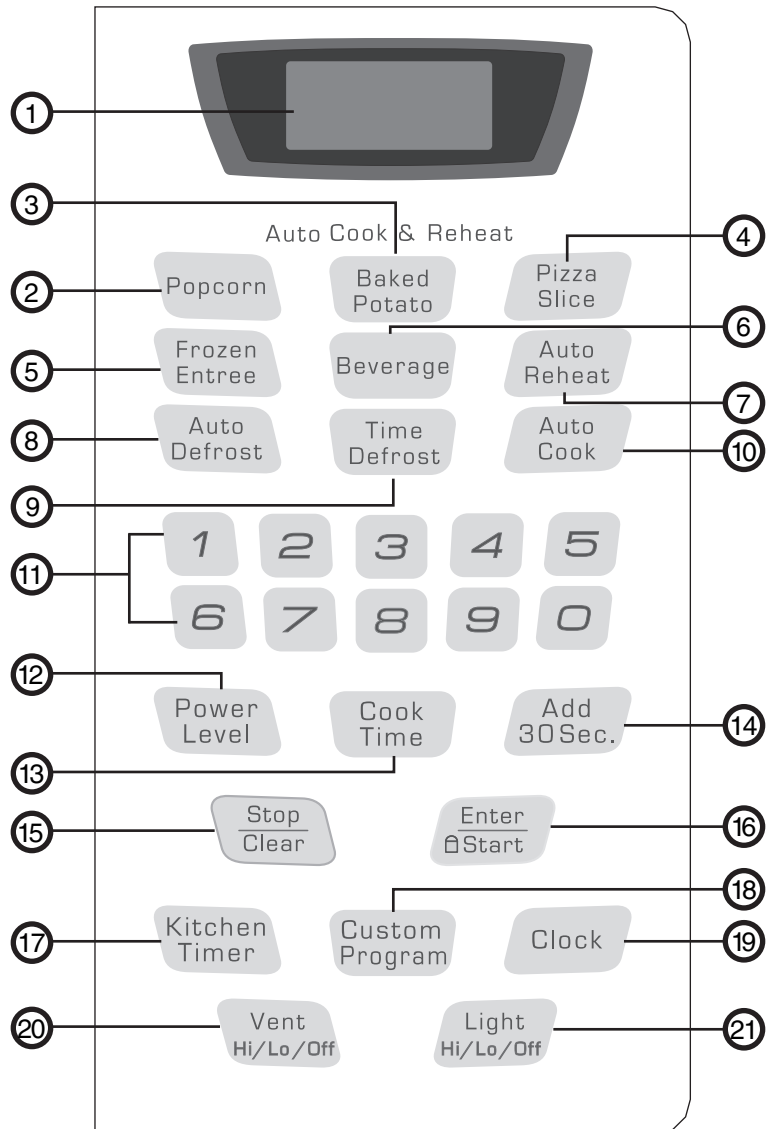 1
3
Auto Cook & Reheat
4
2
Popcorn
Baked
Potato
Pizza
Slice
6
5
Frozen
Entree
Beverage
Auto
Reheat
7
8
Auto
Defrost
Time
Defrost
Auto
Cook
10
9
1 2 3 4 5
11
6 7 8 9 0
12
Power
Level
Cook
Time
Add
30Sec.
14
13
15
Stop
Clear
Enter
Start
16
18
17
Kitchen
Timer
Custom
Program
Clock
19
20
Vent
Hi/Lo/Off
Light
Hi/Lo/Off
21